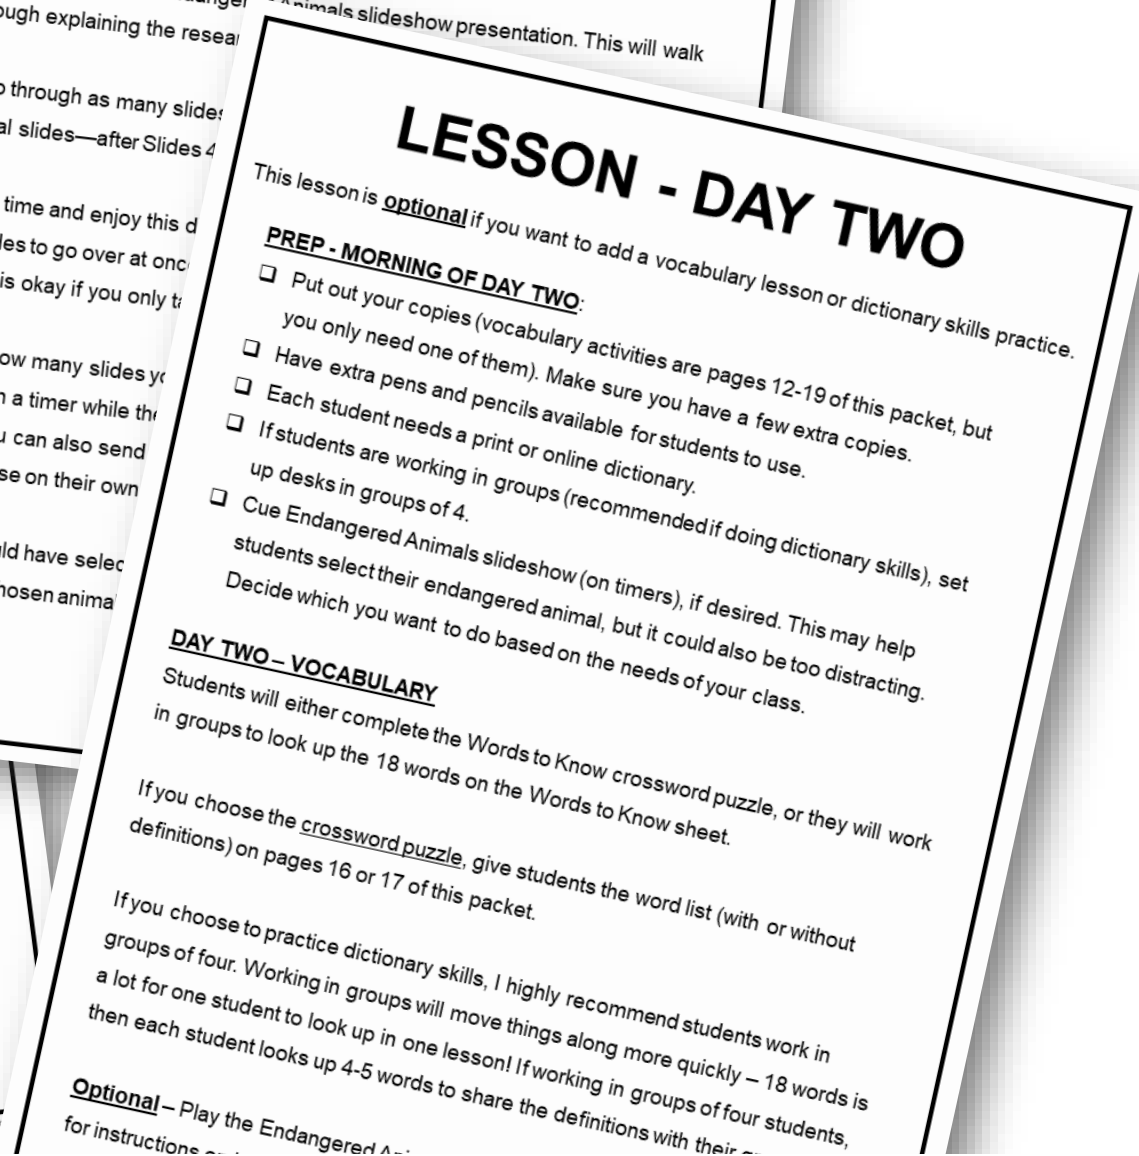 Animals slideshow presentation. This will walk
ough explaining the resear
through as many slides
al slides—after Slides 4
time and enjoy this d
les to go over at onc
is okay if you only ta
ow many slides yo
a timer while the
can also send
se on their own
ld have selec
hosen anima
LESSON - DAY TWO
This lesson is optional if you want to add a vocabulary lesson or dictionary skills practice.
PREP - MORNING OF DAY TWO:
❑ Put out your copies (vocabulary activities are pages 12-19 of this packet, but
you only need one of them). Make sure you have a few extra copies.
❑ Have extra pens and pencils available for students to use.
❑ Each student needs a print or online dictionary.
❑ If students are working in groups (recommended if doing dictionary skills), set
up desks in groups of 4.
❑ Cue Endangered Animals slideshow (on timers), if desired. This may help
students select their endangered animal, but it could also be too distracting.
Decide which you want to do based on the needs of your class.
DAY TWO – VOCABULARY
Students will either complete the Words to Know crossword puzzle, or they will work
in groups to look up the 18 words on the Words to Know sheet.
If you choose the crossword puzzle, give students the word list (with or without
definitions) on pages 16 or 17 of this packet.
If you choose to practice dictionary skills, I highly recommend students work in
groups of four. Working in groups will move things along more quickly – 18 words is
a lot for one student to look up in one lesson! If working in groups of four students,
then each student looks up 4-5 words to share the definitions with their
Optional – Play the Endangered
for instructions